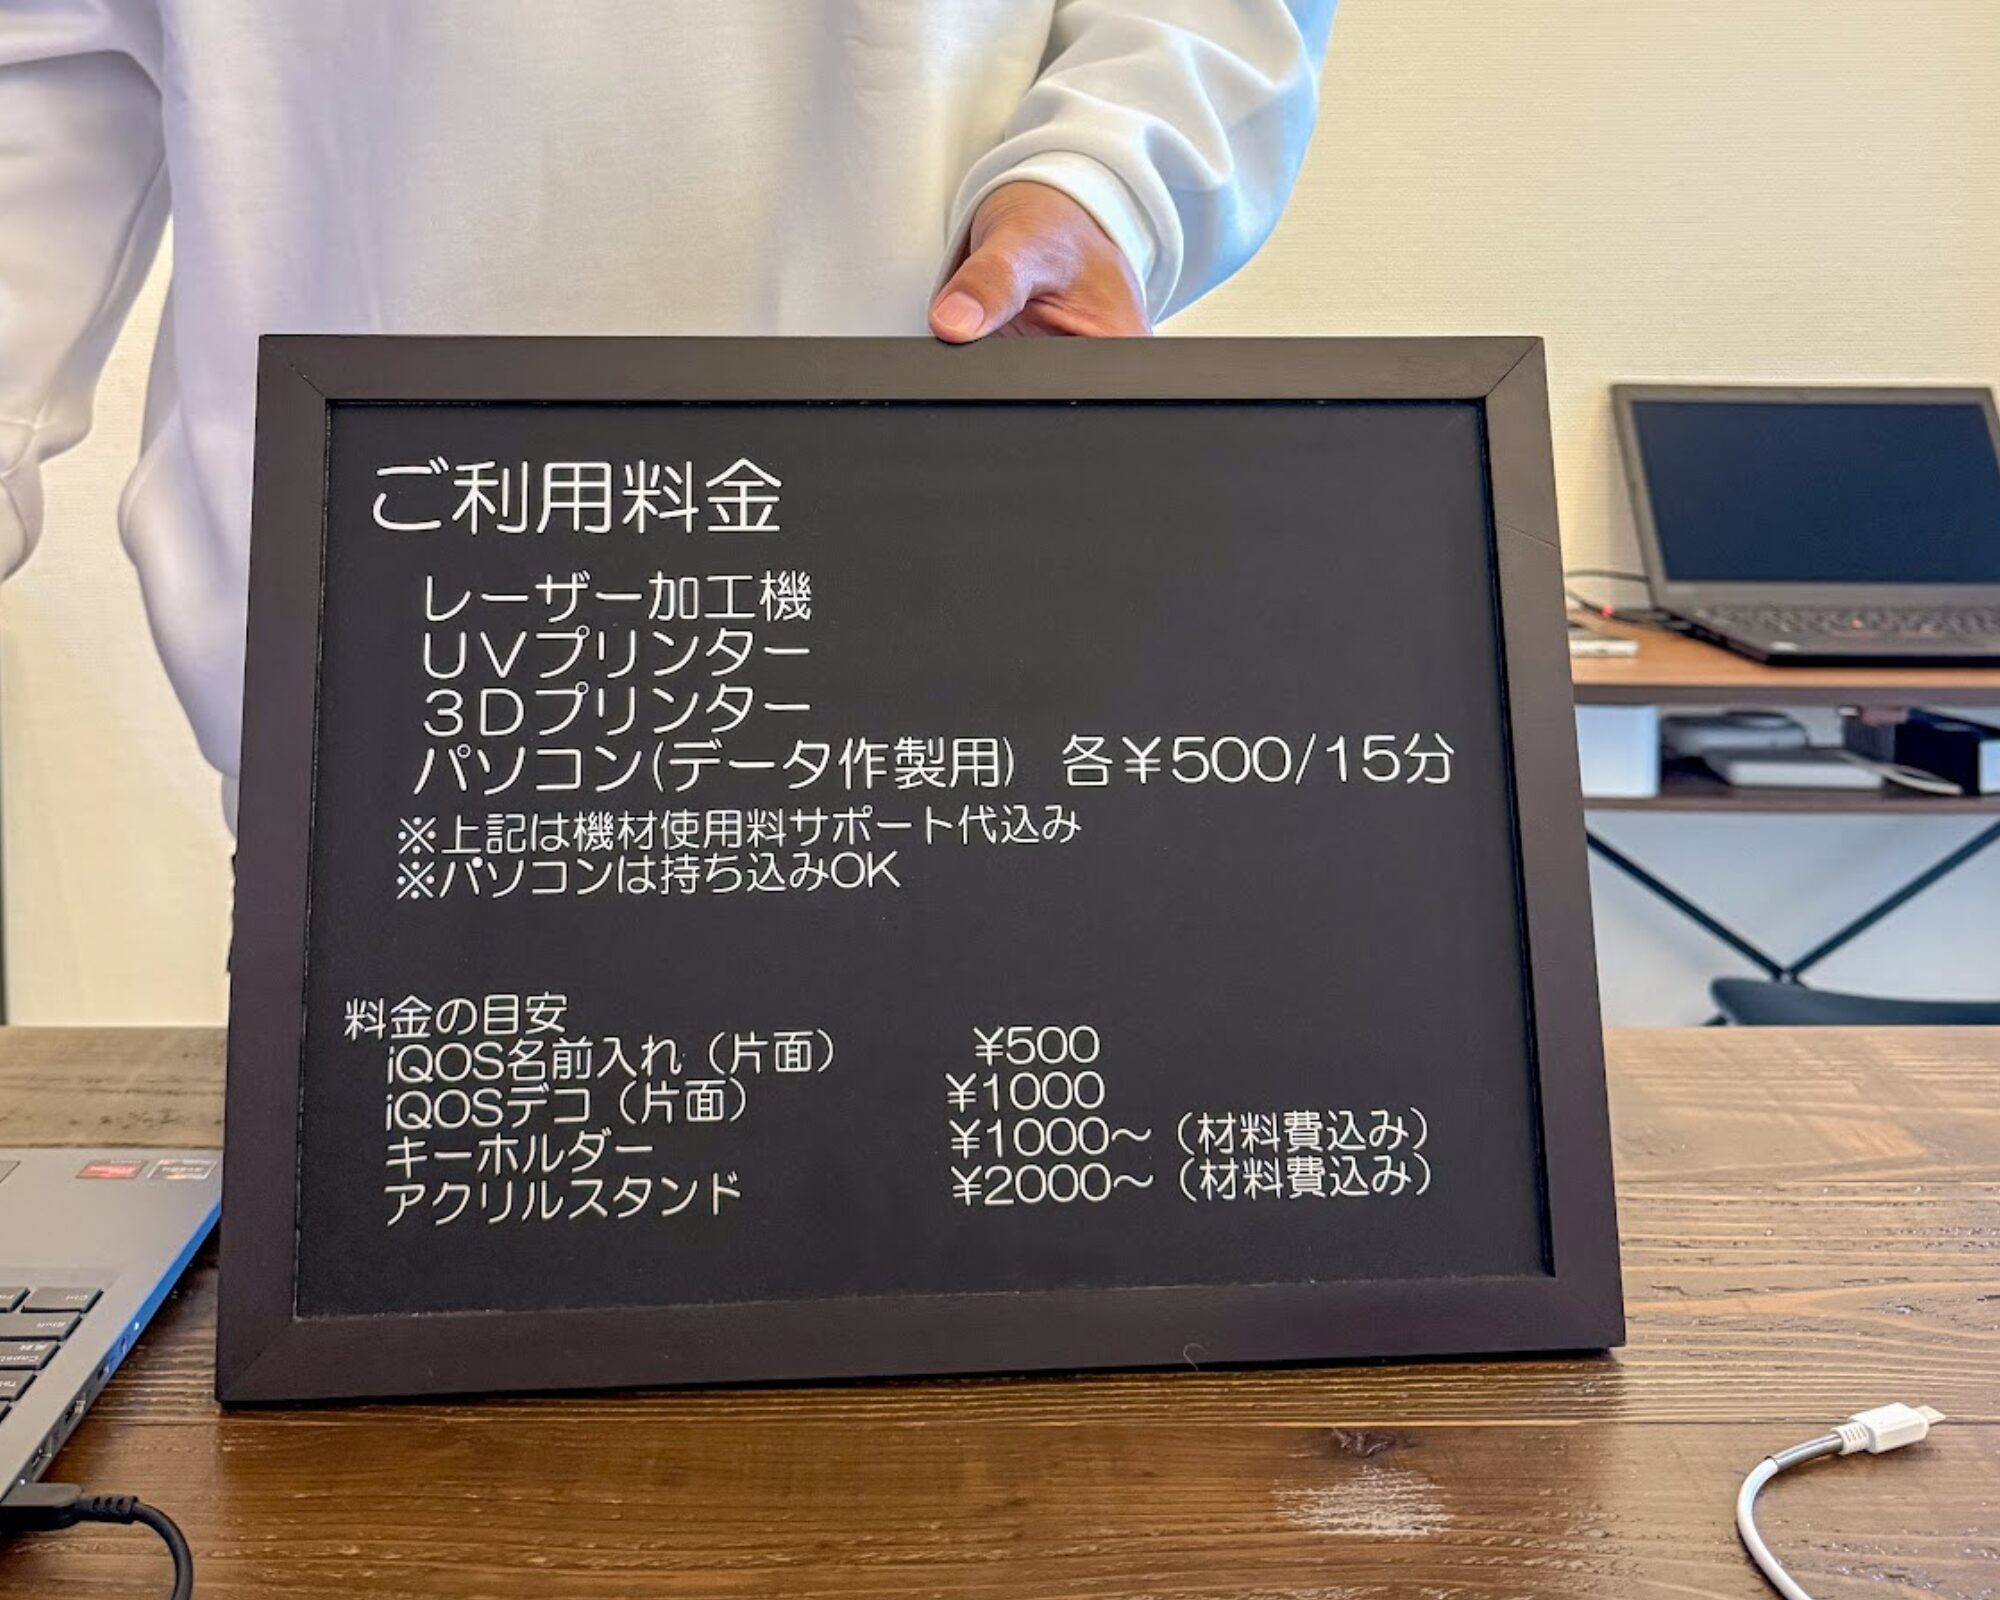 ご利用料金
レーザー加工機
UVプリンター
3Dプリンター
パソコン(データ作製用) 各¥500/15分
※上記は機材使用料サポート代込み
※パソコンは持ち込みOK
料金の目安
iQOS名前入れ（片面） ¥500
iQOSデコ（片面） ¥1000
キーホルダー ¥1000～（材料費込み）
アクリルスタンド ¥2000～（材料費込み）